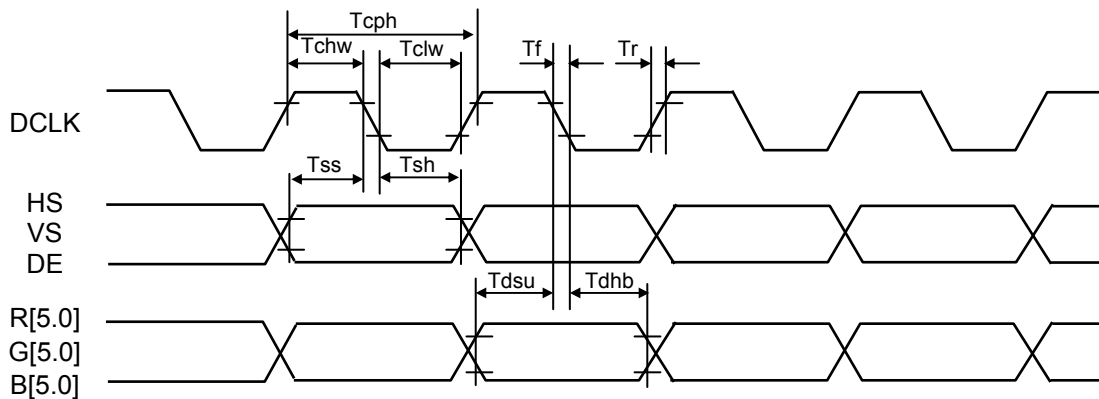 Tcph
Tchw
Tclw
Tf
Tr
DCLK
Tss
Tsh
HS
VS
DE
Tdsu
Tdhb
R[5.0]
G[5.0]
B[5.0]